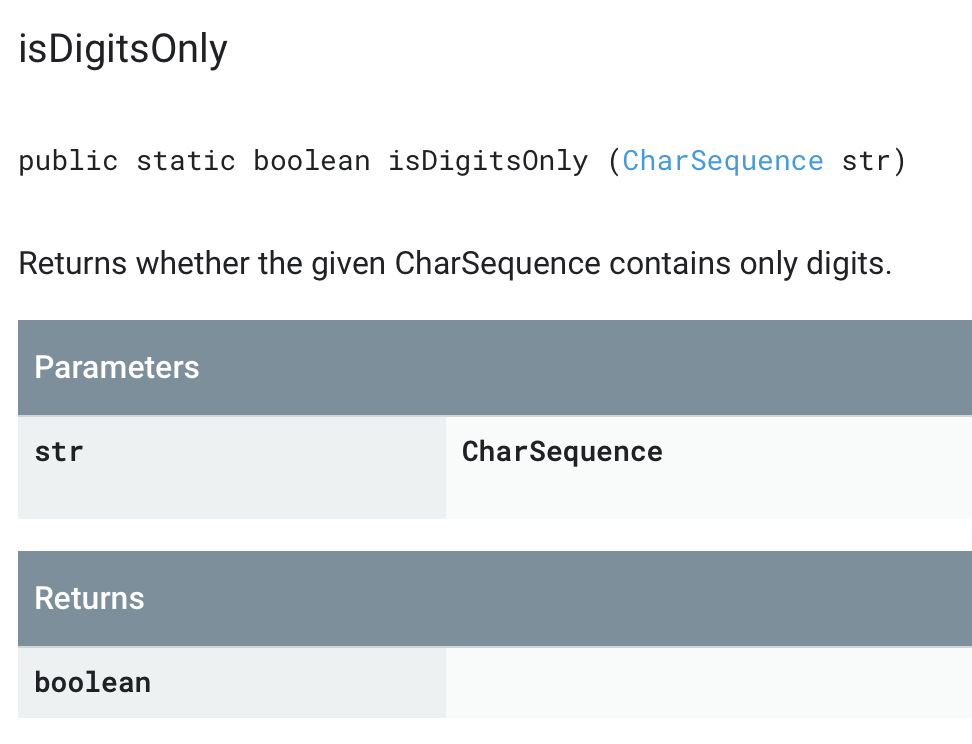 isDigitsOnly
public static boolean isDigitsOnly (CharSequence str)
Returns whether the given CharSequence contains only digits.
Parameters
str CharSequence
Returns
boolean